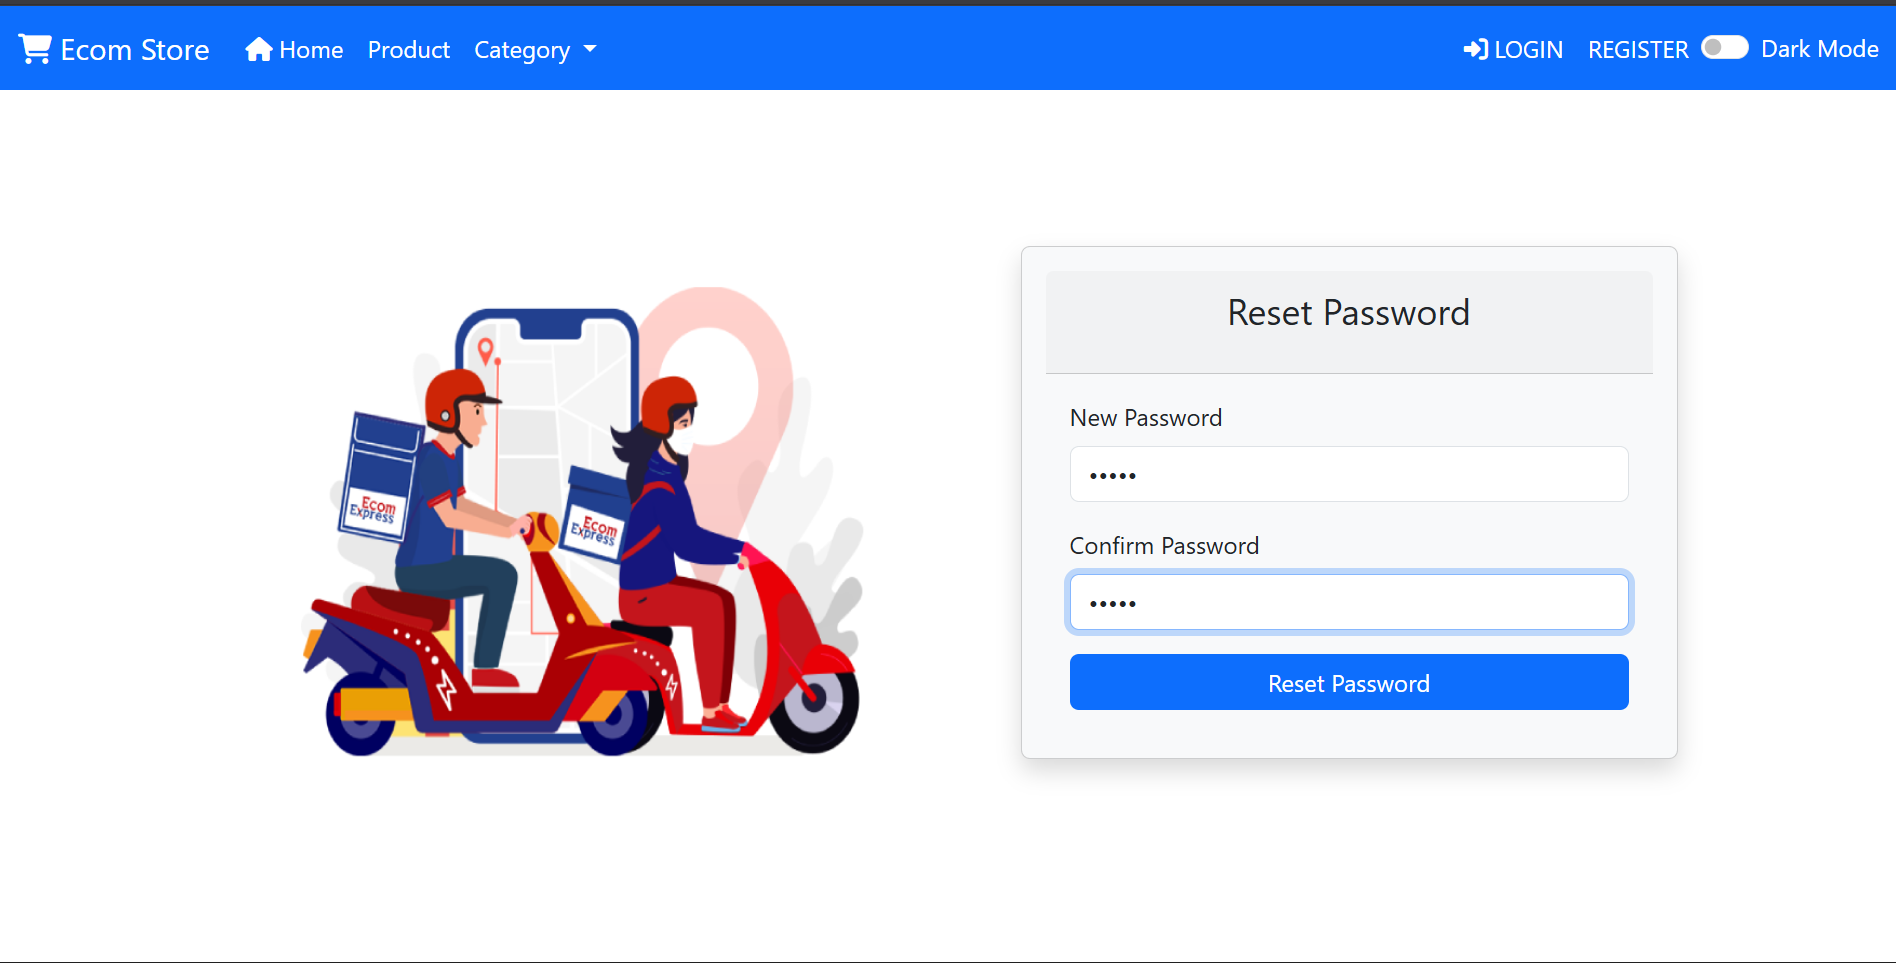 Ecom Store Home Product Category LOGIN REGISTER Dark Mode
Ecom
Express
Ecom
Express
Reset Password
New Password
•••••
Confirm Password
•••••
Reset Password